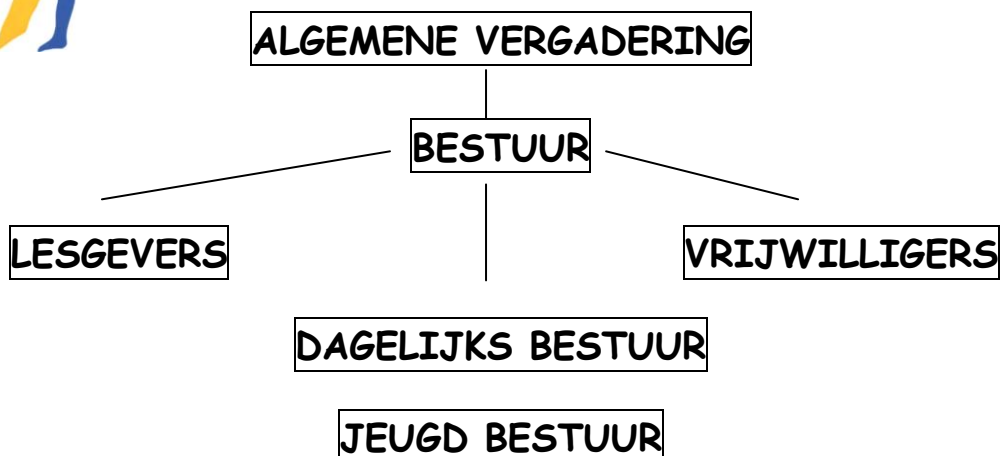 ALGEMENE VERGADERING
BESTUUR
LESGEVERS
VRIJWILLIGERS
DAGELIJKS BESTUUR
JEUGD BESTUUR